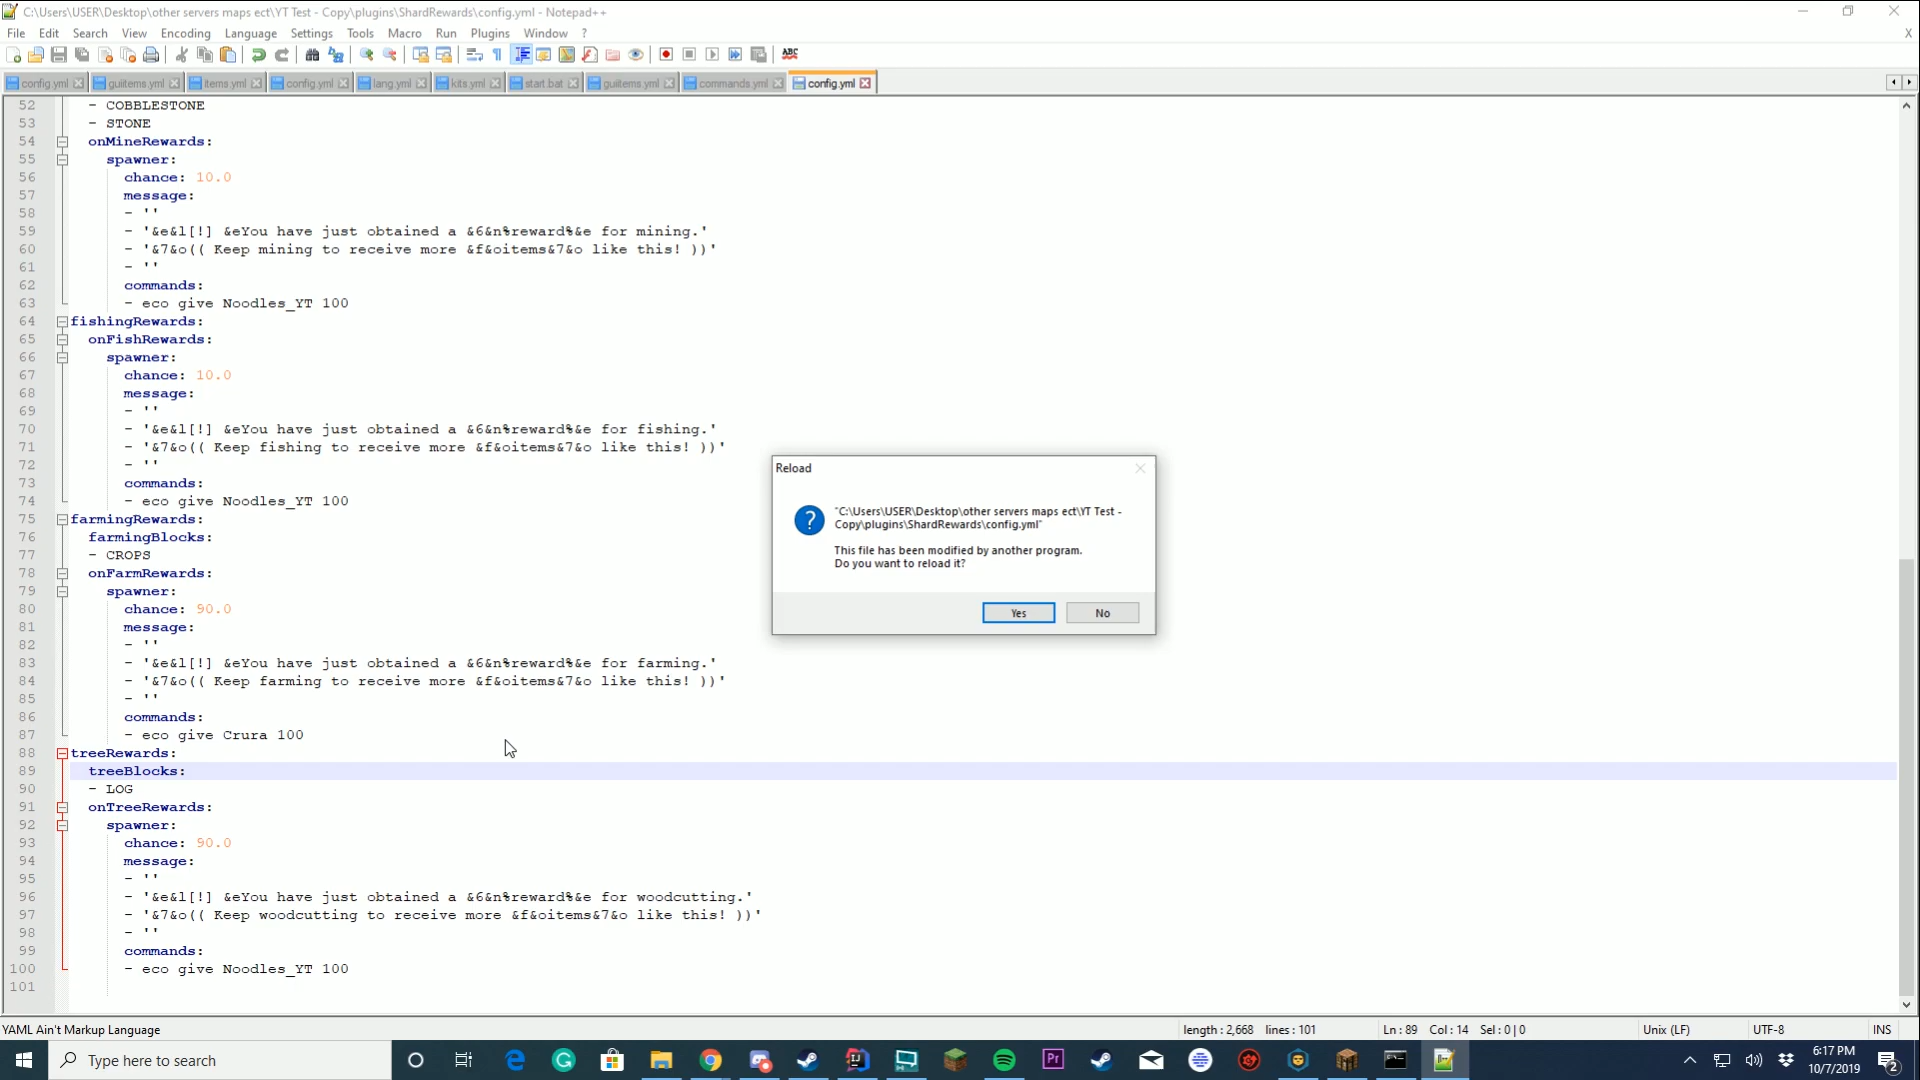 C:\Users\USER\Desktop\other servers maps ect\YT Test - Copy\plugins\ShardRewards\config.yml - Notepad++
File Edit Search View Encoding Language Settings Tools Macro Run Plugins Window ? X
config.yml guiitems.yml items.yml config.yml lang.yml kits.yml start.bat guiitems.yml commands.yml config.yml
52 - COBBLESTONE
53 - STONE
54 onMineRewards:
55 spawner:
56 chance: 10.0
57 message:
58 - ''
59 - '&e&l[!] &eYou have just obtained a &6&n%reward%&e for mining.'
60 - '&7&o(( Keep mining to receive more &f&oitems&7&o like this! ))'
61 - ''
62 commands:
63 - eco give Noodles_YT 100
64 fishingRewards:
65 onFishRewards:
66 spawner:
67 chance: 10.0
68 message:
69 - ''
70 - '&e&l[!] &eYou have just obtained a &6&n%reward%&e for fishing.'
71 - '&7&o(( Keep fishing to receive more &f&oitems&7&o like this! ))'
72 - ''
73 commands:
74 - eco give Noodles_YT 100
75 farmingRewards:
76 farmingBlocks:
77 - CROPS
78 onFarmRewards:
79 spawner:
80 chance: 90.0
81 message:
82 - ''
83 - '&e&l[!] &eYou have just obtained a &6&n%reward%&e for farming.'
84 - '&7&o(( Keep farming to receive more &f&oitems&7&o like this! ))'
85 - ''
86 commands:
87 - eco give Crura 100
88 treeRewards:
89 treeBlocks:
90 - LOG
91 onTreeRewards:
92 spawner:
93 chance: 90.0
94 message:
95 - ''
96 - '&e&l[!] &eYou have just obtained a &6&n%reward%&e for woodcutting.'
97 - '&7&o(( Keep woodcutting to receive more &f&oitems&7&o like this! ))'
98 - ''
99 commands:
100 - eco give Noodles_YT 100
101
Reload
"C:\Users\USER\Desktop\other servers maps ect\YT Test -
Copy\plugins\ShardRewards\config.yml"
This file has been modified by another program.
Do you want to reload it?
Yes No
YAML Ain't Markup Language length : 2,668 lines : 101 Ln : 89 Col : 14 Sel : 0 | 0 Unix (LF) UTF-8 INS
Type here to search
6:17 PM
10/7/2019
2